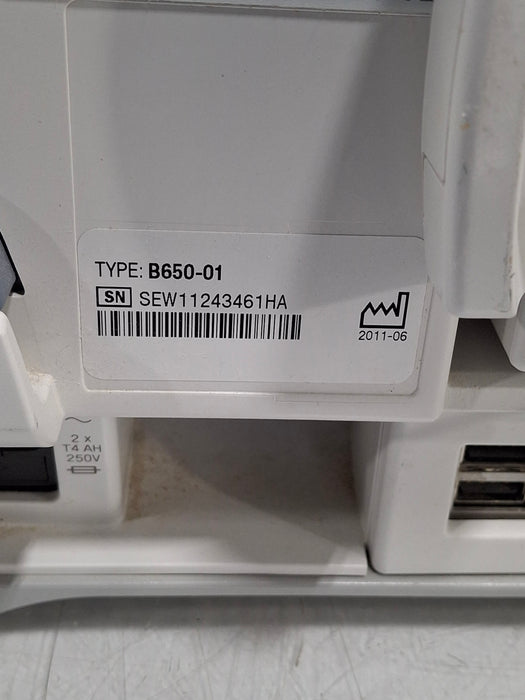 TYPE: B650-01
SN SEW11243461HA
2011-06
2 x
T4 AH
250V